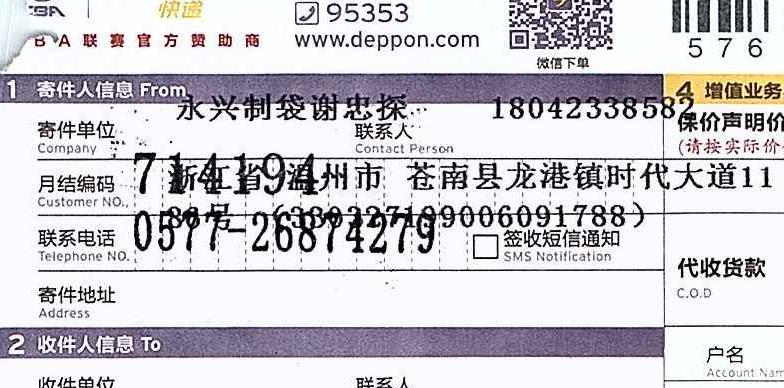 快递
95353
BA联赛官方赞助商
www.deppon.com
微信下单
576
1 寄件人信息 From
4 增值业务
永兴制袋谢忠探 18042338582
寄件单位
Company
联系人
Contact Person
保价声明价
(请按实际价
714194
浙江省 温州市 苍南县龙港镇时代大道11
月结编码
Customer NO.
88号
0577-26874279
联系电话
Telephone NO.
签收短信通知
SMS Notification
代收货款
C.O.D
寄件地址
Address
2 收件人信息 To
户名
Account Nam
收件单位
联系人